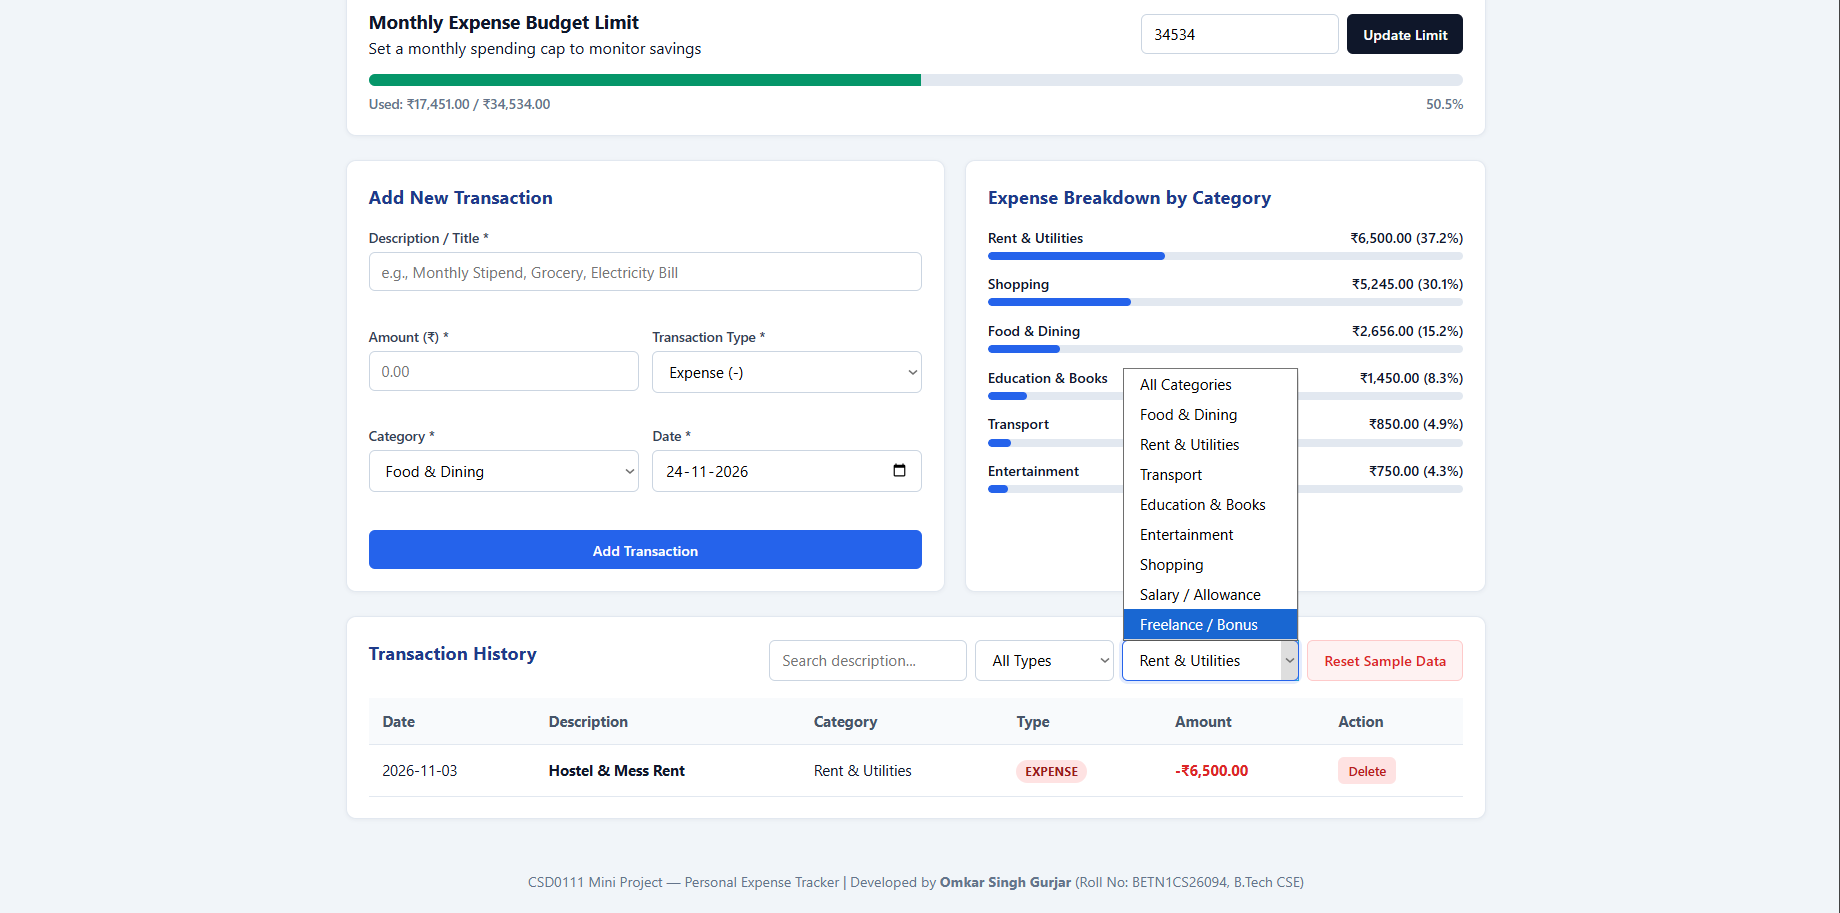 Monthly Expense Budget Limit
Set a monthly spending cap to monitor savings
34534
Update Limit
Used: ₹17,451.00 / ₹34,534.00
50.5%
Add New Transaction
Description / Title *
e.g., Monthly Stipend, Grocery, Electricity Bill
Amount (₹) *
Transaction Type *
0.00
Expense (-)
Category *
Date *
Food & Dining
24-11-2026
Add Transaction
Expense Breakdown by Category
Rent & Utilities
₹6,500.00 (37.2%)
Shopping
₹5,245.00 (30.1%)
Food & Dining
₹2,656.00 (15.2%)
Education & Books
₹1,450.00 (8.3%)
Transport
₹850.00 (4.9%)
Entertainment
₹750.00 (4.3%)
All Categories
Food & Dining
Rent & Utilities
Transport
Education & Books
Entertainment
Shopping
Salary / Allowance
Freelance / Bonus
Transaction History
Search description...
All Types
Rent & Utilities
Reset Sample Data
Date Description Category Type Amount Action
2026-11-03 Hostel & Mess Rent Rent & Utilities EXPENSE -₹6,500.00 Delete
CSD0111 Mini Project — Personal Expense Tracker | Developed by Omkar Singh Gurjar (Roll No: BETN1CS26094, B.Tech CSE)